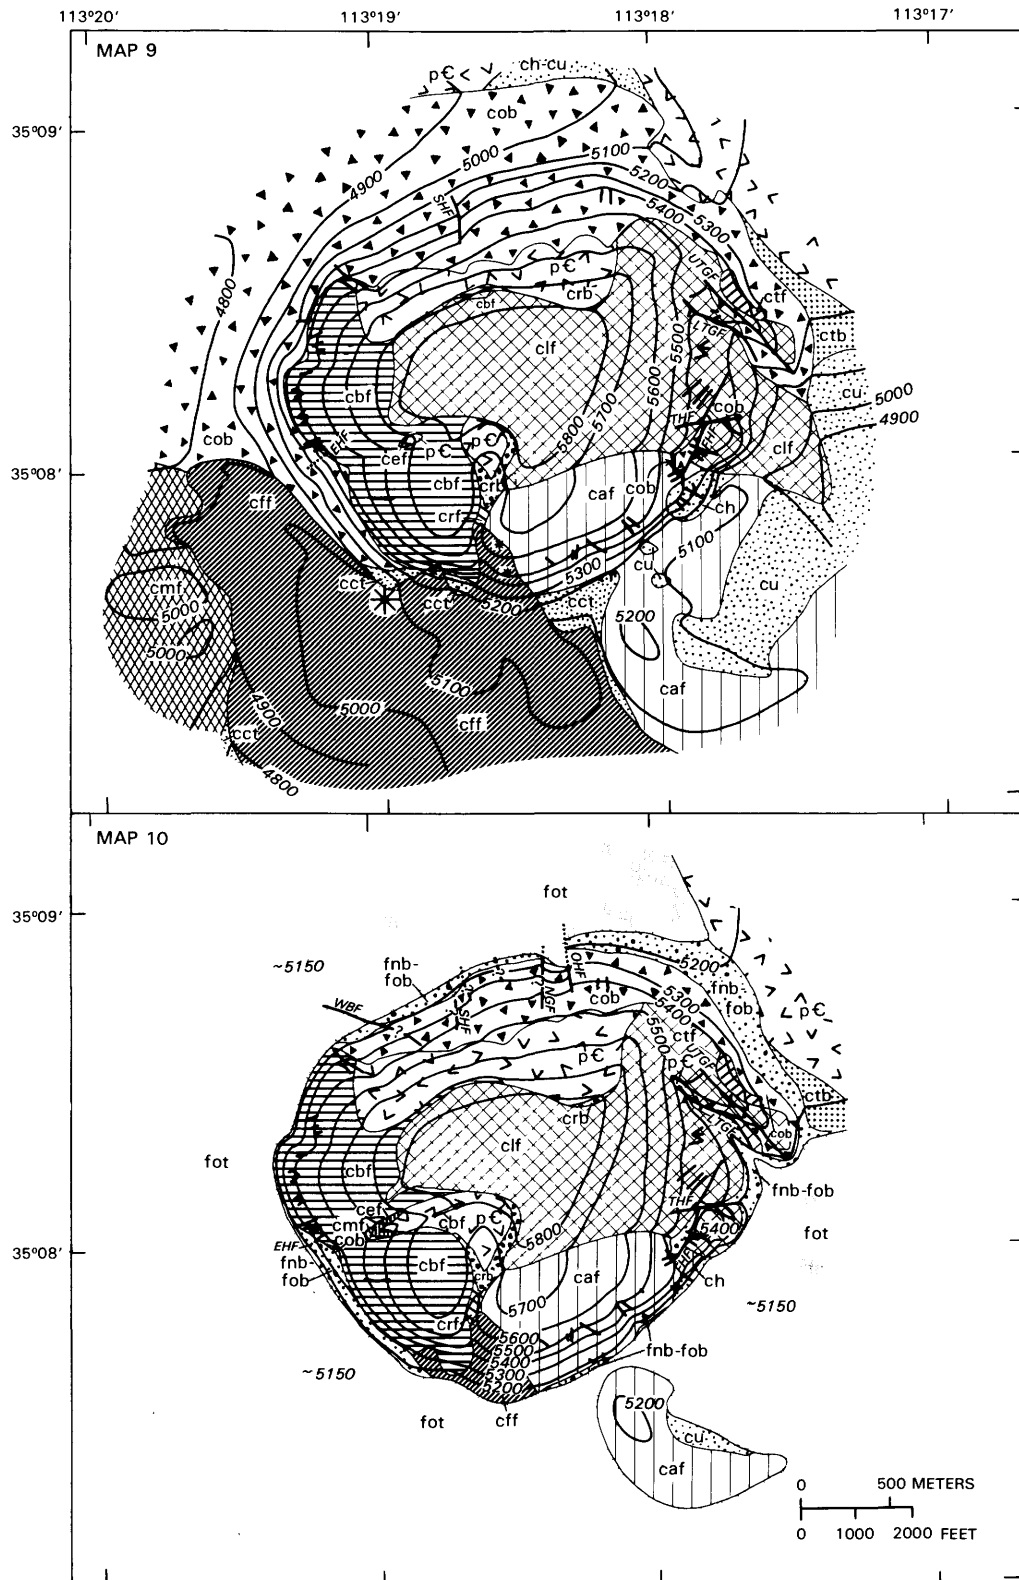 113°20' 113°19' 113°18' 113°17'
MAP 9
p€ ch-cu
cob
35°09'
5100
5000
4900
5200
5400 5300
SHF
UTGF
p€
4800
crb
ctf
cbf
LTGF
ctb
clf
5500
5600
cu
5000
cbf
5700
THF cob
4900
5800
HF
cob
EHF
p€
clf
cef p€
35°08'
cbf crb
caf cob
cff
ch
crf
5100
5300
cu
cct
cmf
cct 5200
cct
cu
5000
5200
5000
5100
caf
4900
5000
cff
cct
4800
MAP 10
fot
35°09'
~5150
fnb-
fob
OHF
5200
WBF
?
?
?
SHF
NGF
cob
5300
fnb-
fob
5400
p€
5500
ctf
UTGF
p€
p€
ctb
crb
LTGF
cob
clf
fot
cbf
fnb-fob
cef
THF
cmf
cbf p€
5400
cob
fot
35°08'
EHF
5800
HF
fnb-
fob
cbf
crb
caf
ch
5700
~5150
crf
5600
5500
5400
fnb-fob
5300
~5150
5200
5200
fot
cff
cu
caf
0 500 METERS
0 1000 2000 FEET